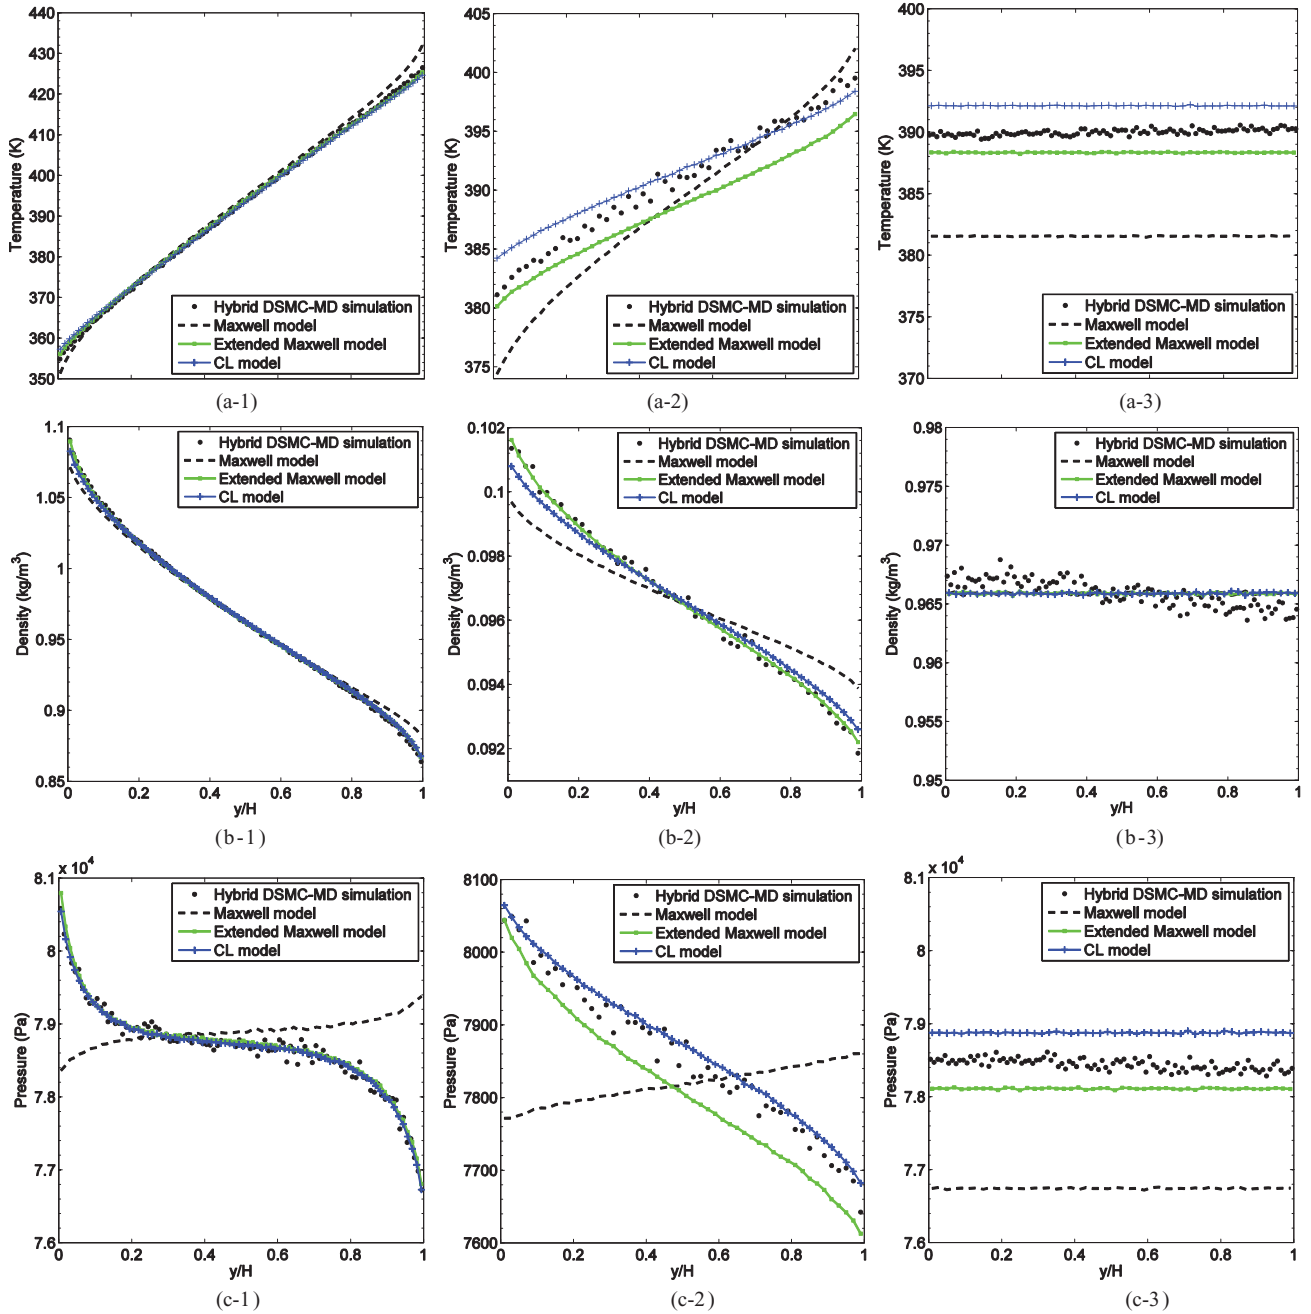 440
430
420
410
400
390
380
370
360
350
Temperature (K)
Hybrid DSMC-MD simulation
Maxwell model
Extended Maxwell model
CL model
(a-1)
405
400
395
390
385
380
375
Temperature (K)
Hybrid DSMC-MD simulation
Maxwell model
Extended Maxwell model
CL model
(a-2)
400
395
390
385
380
375
370
Temperature (K)
Hybrid DSMC-MD simulation
Maxwell model
Extended Maxwell model
CL model
(a-3)
1.1
1.05
1
0.95
0.9
0.85
Density (kg/m³)
Hybrid DSMC-MD simulation
Maxwell model
Extended Maxwell model
CL model
0 0.2 0.4 0.6 0.8 1
y/H
(b-1)
0.102
0.1
0.098
0.096
0.094
0.092
Density (kg/m³)
Hybrid DSMC-MD simulation
Maxwell model
Extended Maxwell model
CL model
0 0.2 0.4 0.6 0.8 1
y/H
(b-2)
0.98
0.975
0.97
0.965
0.96
0.955
0.95
Density (kg/m³)
Hybrid DSMC-MD simulation
Maxwell model
Extended Maxwell model
CL model
0 0.2 0.4 0.6 0.8 1
y/H
(b-3)
x 10⁴
8.1
8
7.9
7.8
7.7
7.6
Pressure (Pa)
Hybrid DSMC-MD simulation
Maxwell model
Extended Maxwell model
CL model
0 0.2 0.4 0.6 0.8 1
y/H
(c-1)
8100
8000
7900
7800
7700
7600
Pressure (Pa)
Hybrid DSMC-MD simulation
Maxwell model
Extended Maxwell model
CL model
0 0.2 0.4 0.6 0.8 1
y/H
(c-2)
x 10⁴
8.1
8
7.9
7.8
7.7
7.6
Pressure (Pa)
Hybrid DSMC-MD simulation
Maxwell model
Extended Maxwell model
CL model
0 0.2 0.4 0.6 0.8 1
y/H
(c-3)